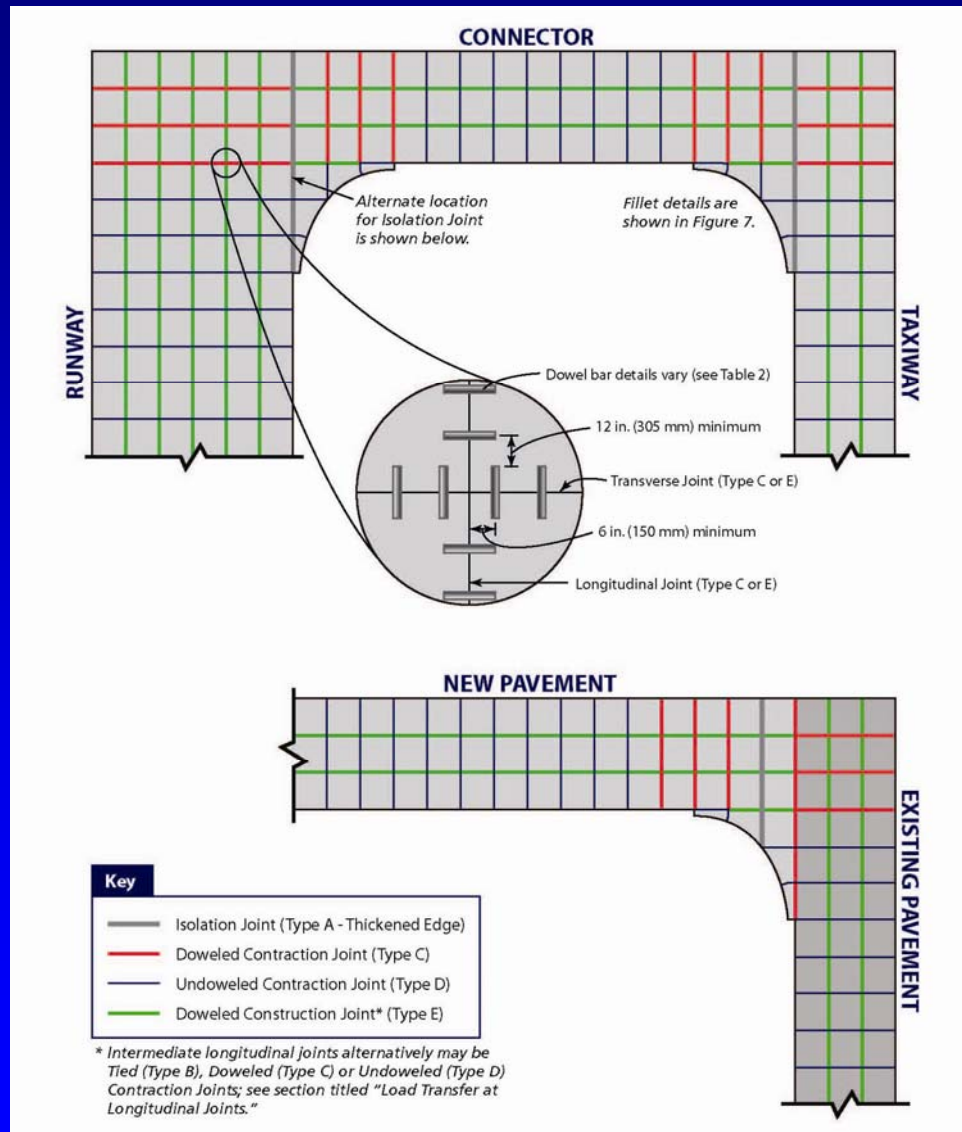 CONNECTOR
Alternate location
for Isolation Joint
is shown below.
Fillet details are
shown in Figure 7.
RUNWAY
TAXIWAY
Dowel bar details vary (see Table 2)
12 in. (305 mm) minimum
Transverse Joint (Type C or E)
6 in. (150 mm) minimum
Longitudinal Joint (Type C or E)
NEW PAVEMENT
EXISTING PAVEMENT
Key
Isolation Joint (Type A - Thickened Edge)
Doweled Contraction Joint (Type C)
Undoweled Contraction Joint (Type D)
Doweled Construction Joint* (Type E)
* Intermediate longitudinal joints alternatively may be
Tied (Type B), Doweled (Type C) or Undoweled (Type D)
Contraction Joints; see section titled "Load Transfer at
Longitudinal Joints."